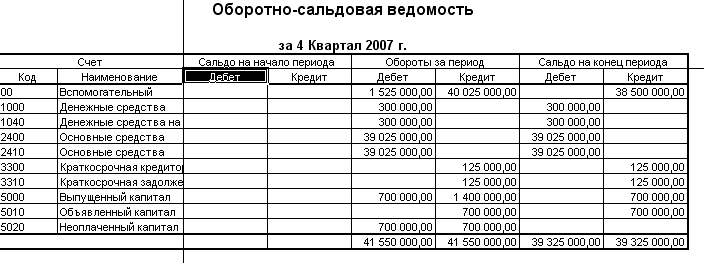 Оборотно-сальдовая ведомость
за 4 Квартал 2007 г.
Счет Сальдо на начало периода Обороты за период Сальдо на конец периода
Код Наименование Дебет Кредит Дебет Кредит Дебет Кредит
00 Вспомогательный 1 525 000,00 40 025 000,00 38 500 000,00
1000 Денежные средства 300 000,00 300 000,00
1040 Денежные средства на 300 000,00 300 000,00
2400 Основные средства 39 025 000,00 39 025 000,00
2410 Основные средства 39 025 000,00 39 025 000,00
3300 Краткосрочная кредитор 125 000,00 125 000,00
3310 Краткосрочная задолже 125 000,00 125 000,00
5000 Выпущенный капитал 700 000,00 1 400 000,00 700 000,00
5010 Объявленный капитал 700 000,00 700 000,00
5020 Неоплаченный капитал 700 000,00 700 000,00
41 550 000,00 41 550 000,00 39 325 000,00 39 325 000,00